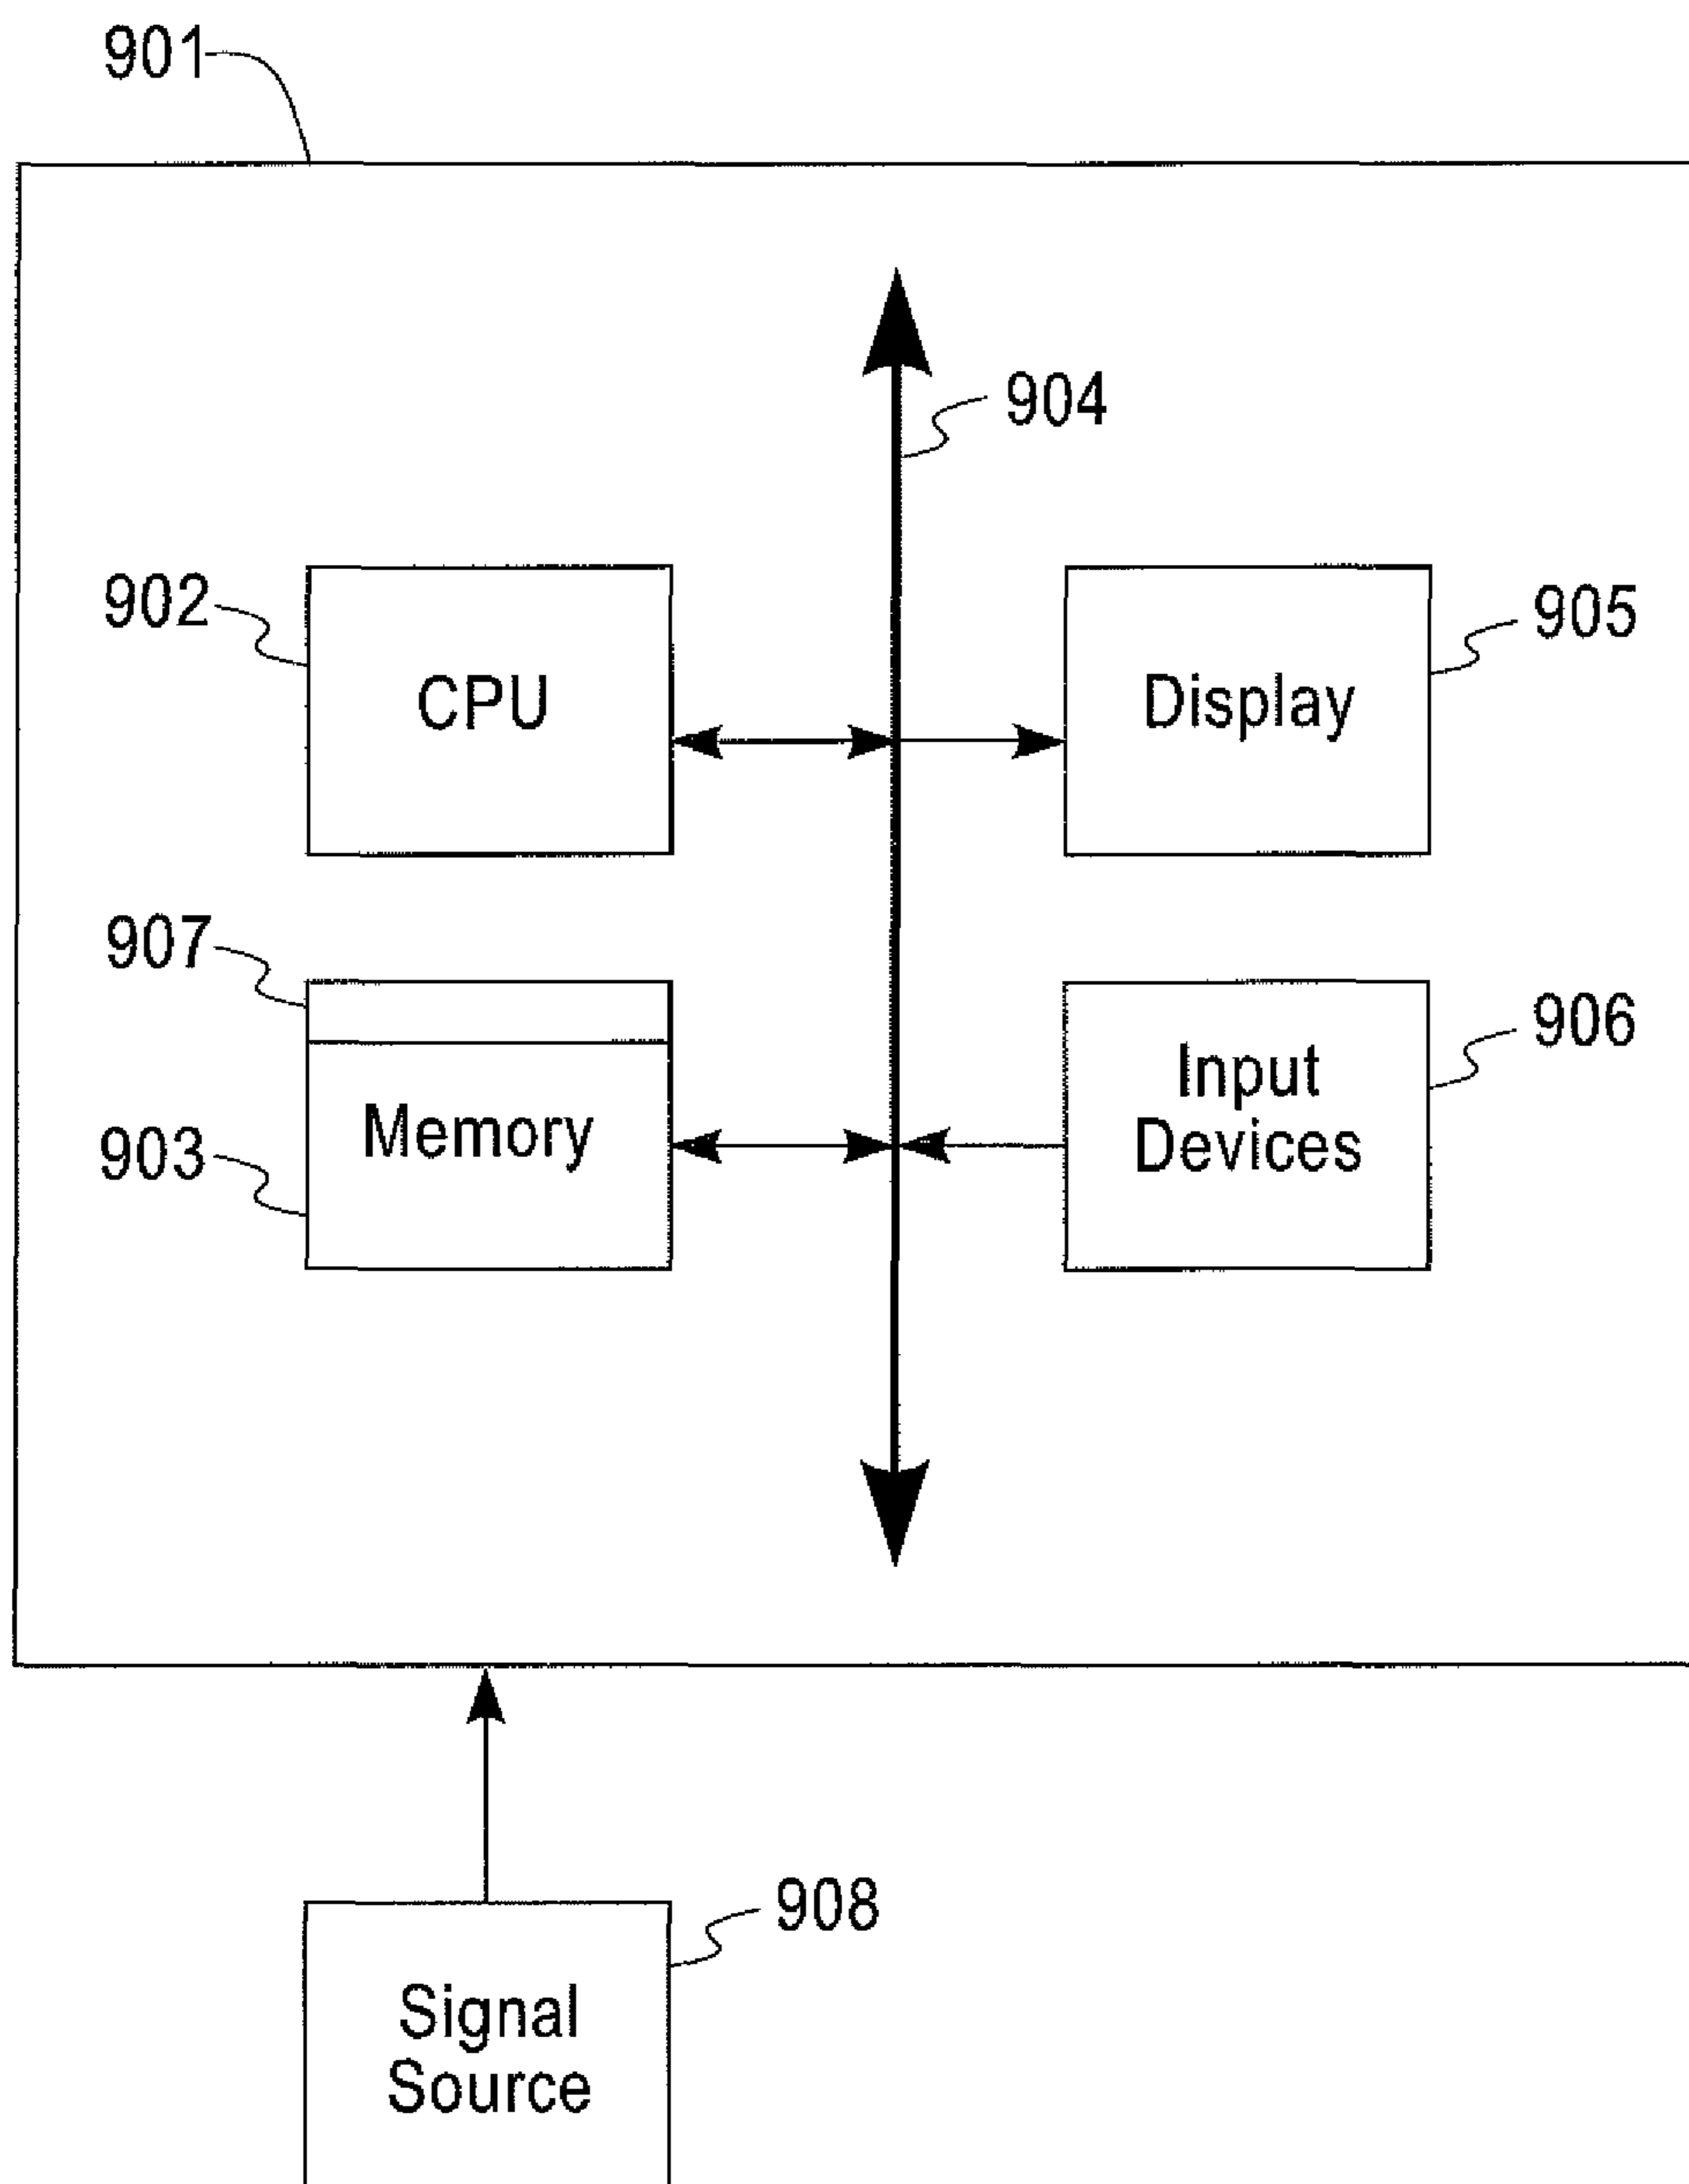 901
904
902
CPU
Display
905
907
Memory
903
Input
Devices
906
908
Signal
Source